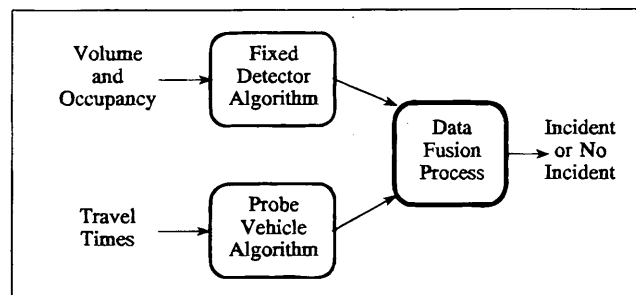 Volume
and
Occupancy
Fixed
Detector
Algorithm
Data
Fusion
Process
Incident
or No
Incident
Travel
Times
Probe
Vehicle
Algorithm